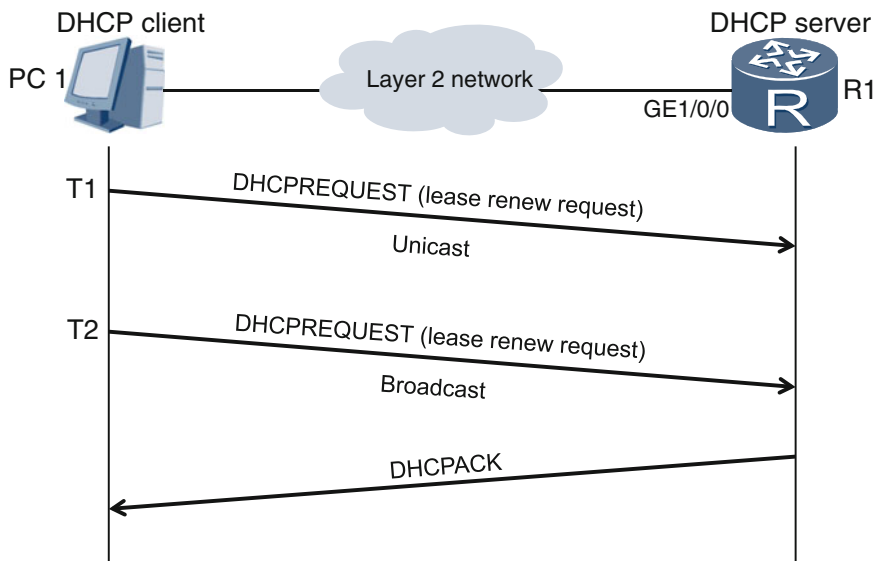 DHCP client
DHCP server
PC 1
Layer 2 network
GE1/0/0
R
R1
T1
DHCPREQUEST (lease renew request)
Unicast
T2
DHCPREQUEST (lease renew request)
Broadcast
DHCPACK